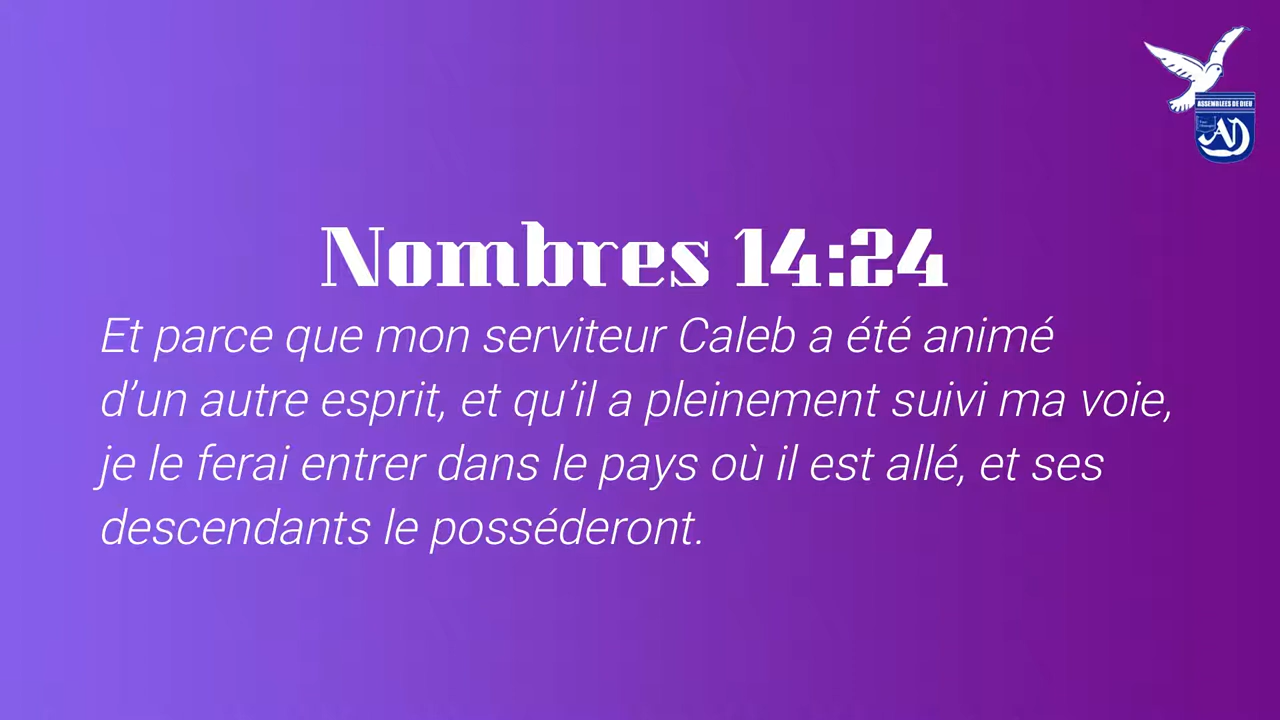 ASSEMBLEES DE DIEU
AD
Nombres 14:24
Et parce que mon serviteur Caleb a été animé
d’un autre esprit, et qu’il a pleinement suivi ma voie,
je le ferai entrer dans le pays où il est allé, et ses
descendants le posséderont.